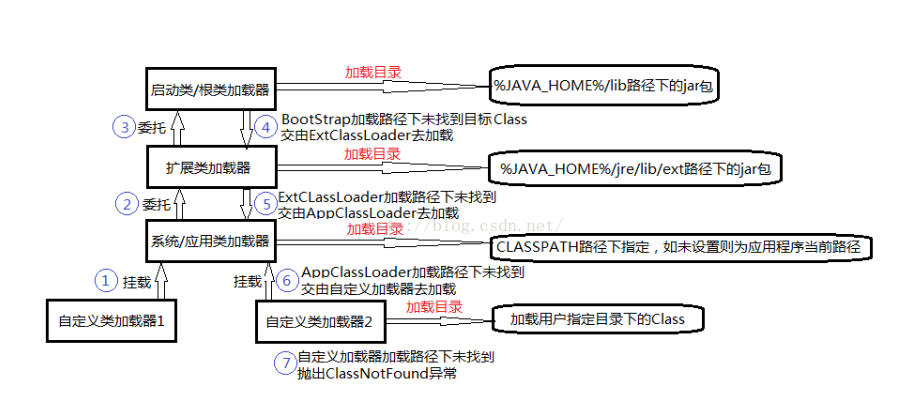 加载目录
启动类/根类加载器
%JAVA_HOME%/lib路径下的jar包
③ 委托
④ BootStrap加载路径下未找到目标Class
交由ExtClassLoader去加载
加载目录
扩展类加载器
%JAVA_HOME%/jre/lib/ext路径下的jar包
② 委托
⑤ ExtCLassLoader加载路径下未找到
交由AppClassLoader去加载
加载目录
://blog.csdn.net/
系统/应用类加载器
CLASSPATH路径下指定，如未设置则为应用程序当前路径
① 挂载
挂载
⑥ AppClassLoader加载路径下未找到
交由自定义加载器去加载
加载目录
自定义类加载器1
自定义类加载器2
加载用户指定目录下的Class
⑦ 自定义加载器加载路径下未找到
抛出ClassNotFound异常